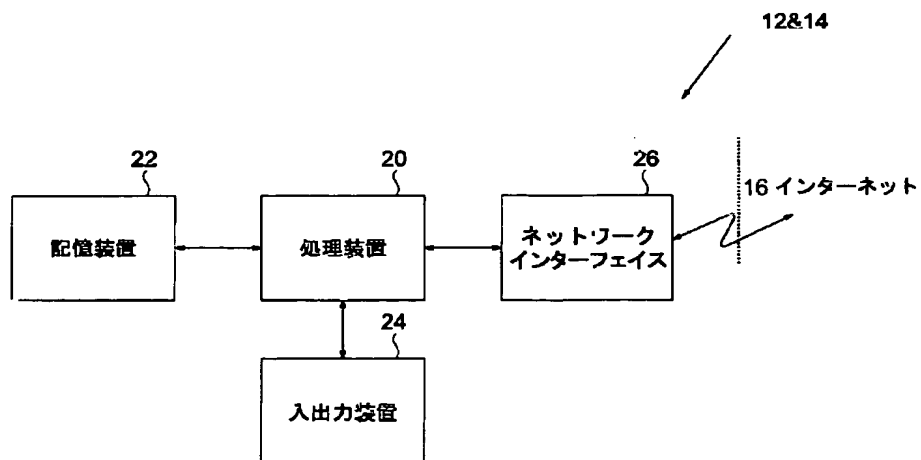 12&14
22
20
26
16 インターネット
記憶装置
処理装置
ネット·ワーク
インターフェイス
24
入出力装置